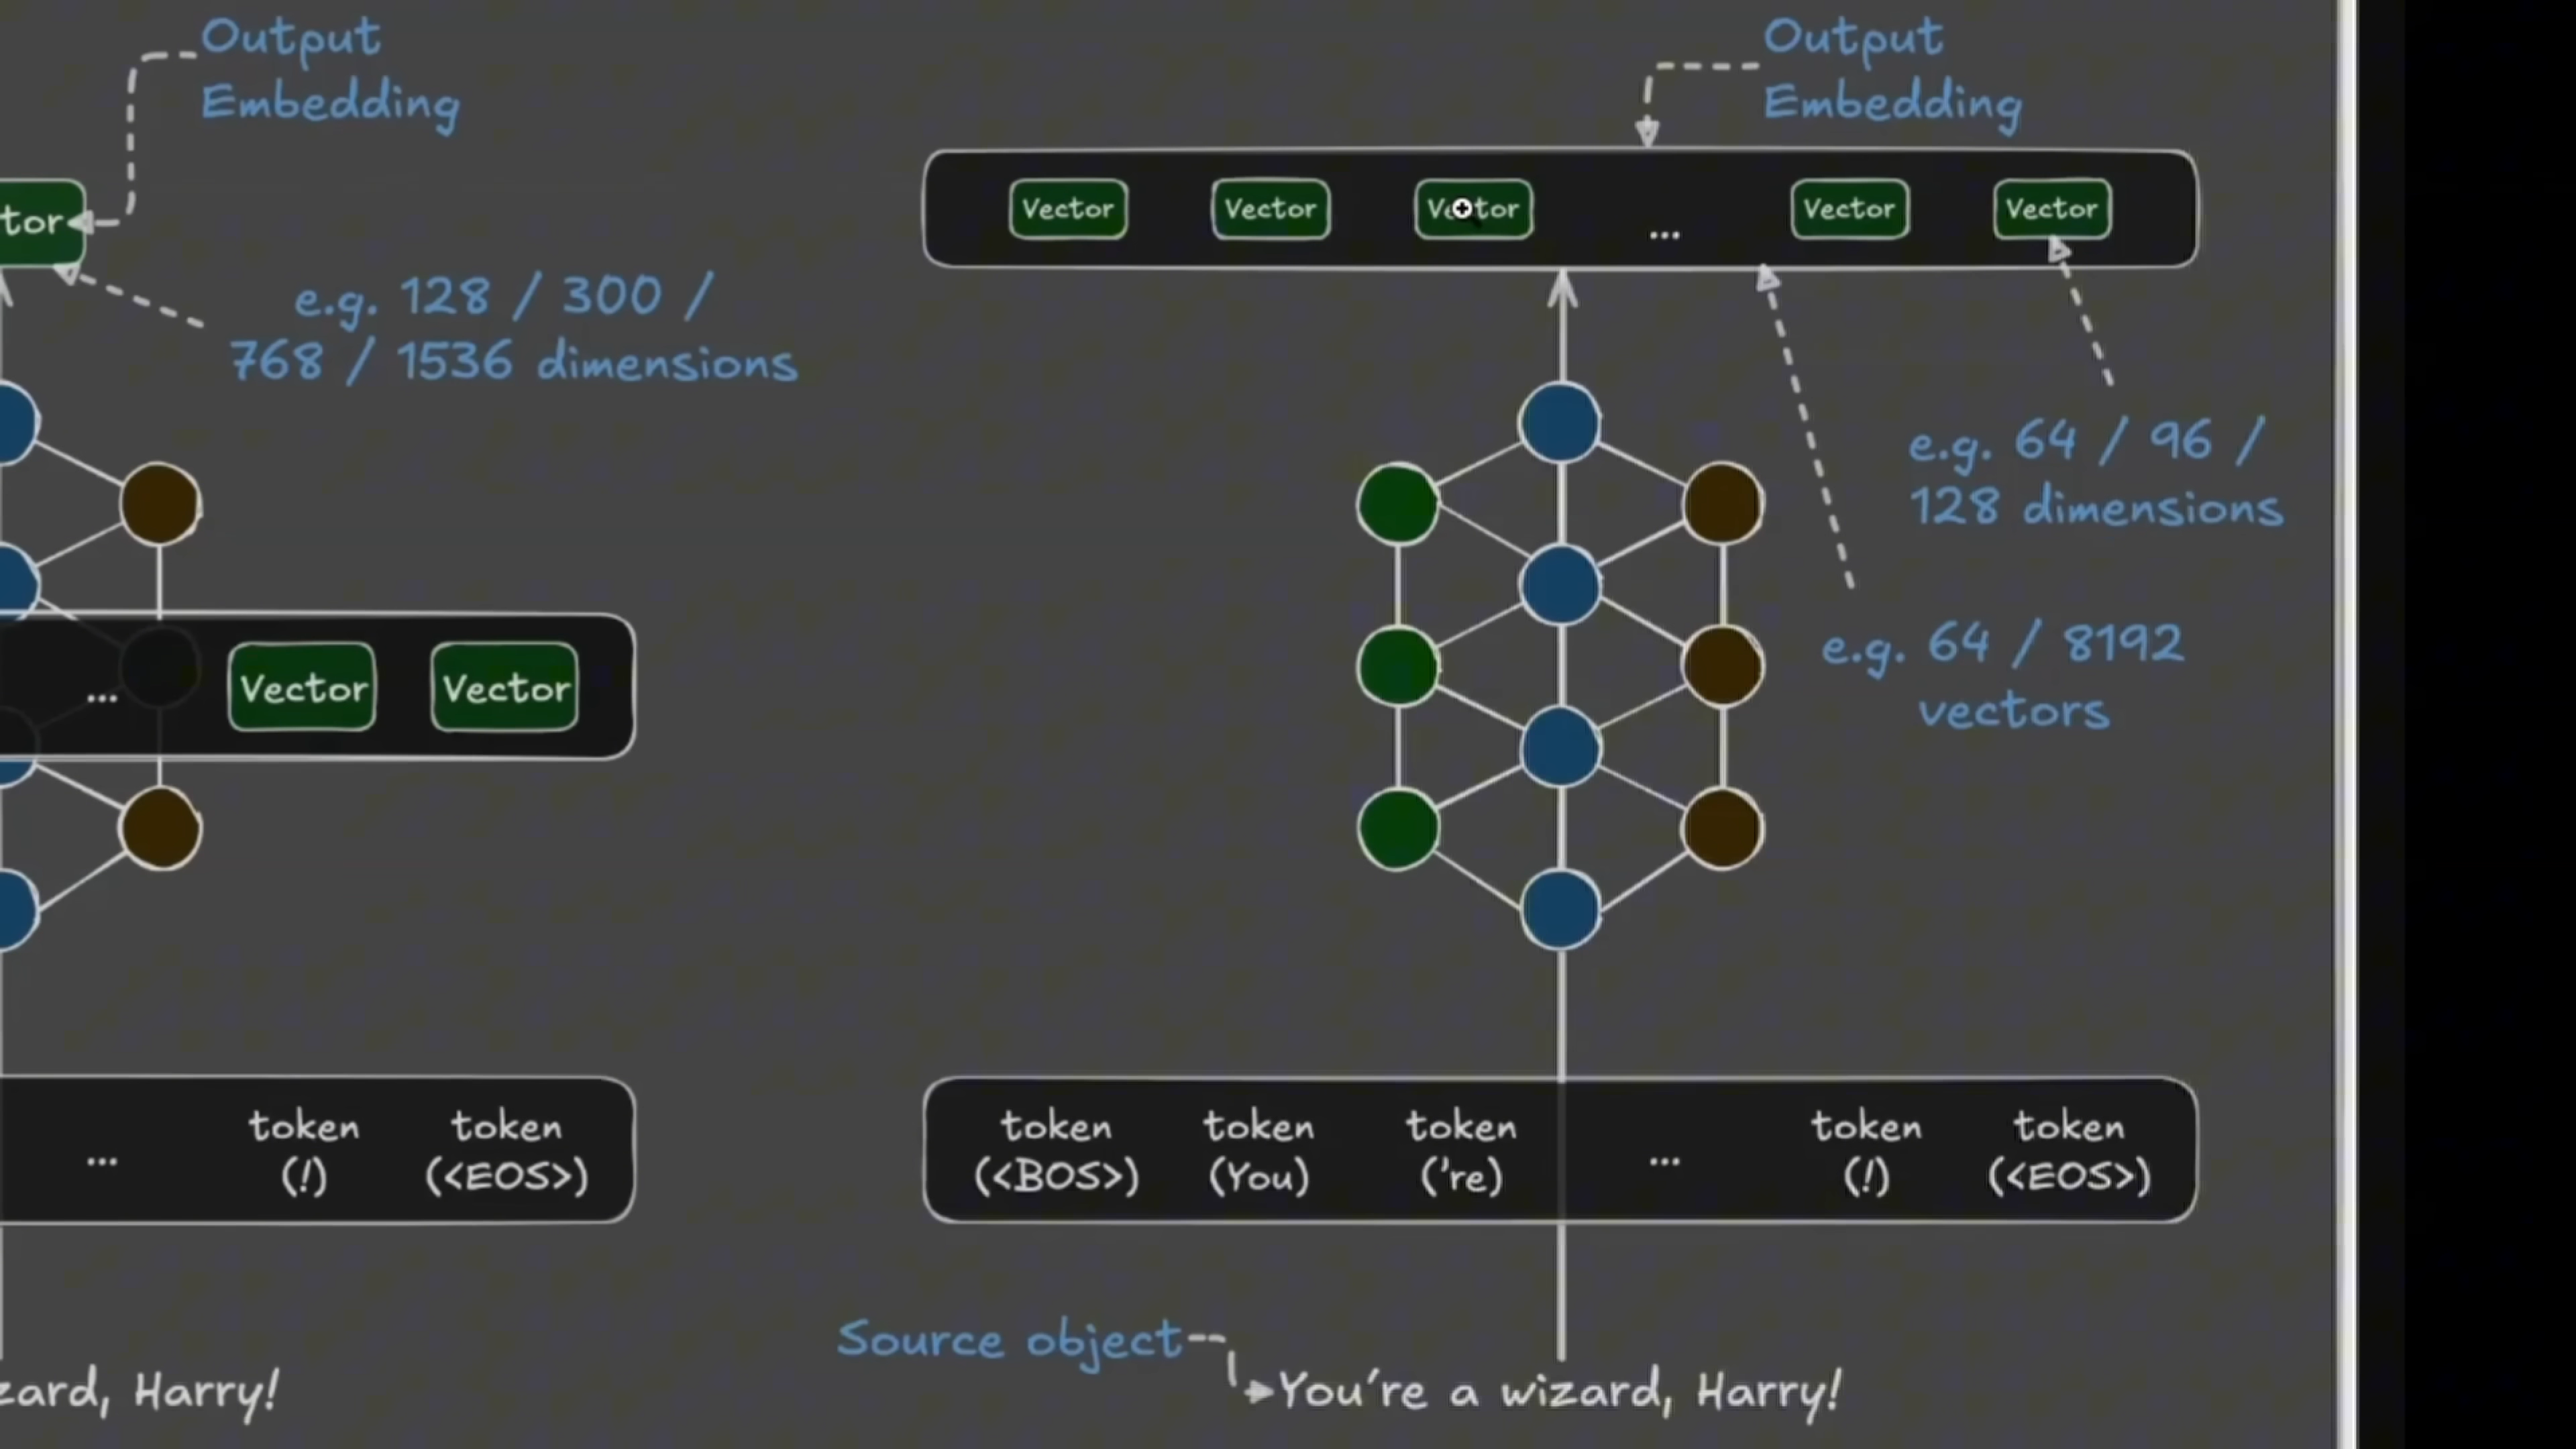 Output
Embedding
tor
e.g. 128 / 300 /
768 / 1536 dimensions
... Vector Vector
... token token
(!) (<EOS>)
zard, Harry!
Output
Embedding
Vector Vector Vector ... Vector Vector
e.g. 64 / 96 /
128 dimensions
e.g. 64 / 8192
vectors
token token token ... token token
(<BOS>) (You) ('re) (!) (<EOS>)
Source object
You're a wizard, Harry!